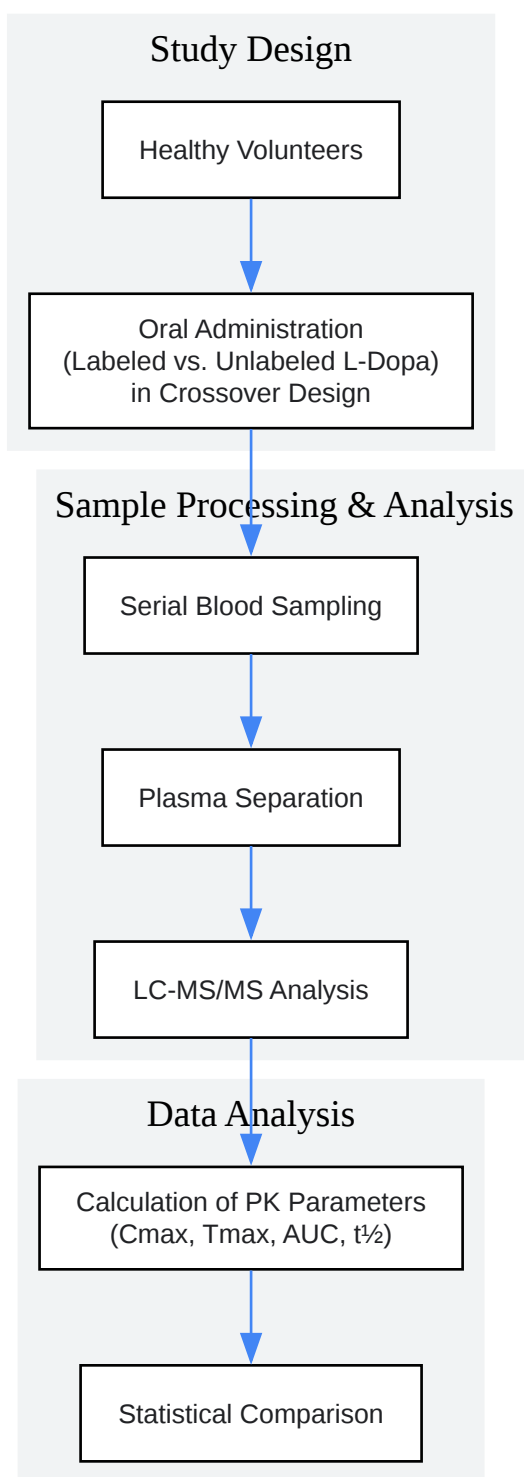 Study Design
Healthy Volunteers
Oral Administration
(Labeled vs. Unlabeled L-Dopa)
in Crossover Design
Sample Processing & Analysis
Serial Blood Sampling
Plasma Separation
LC-MS/MS Analysis
Data Analysis
Calculation of PK Parameters
(Cmax, Tmax, AUC, t½)
Statistical Comparison